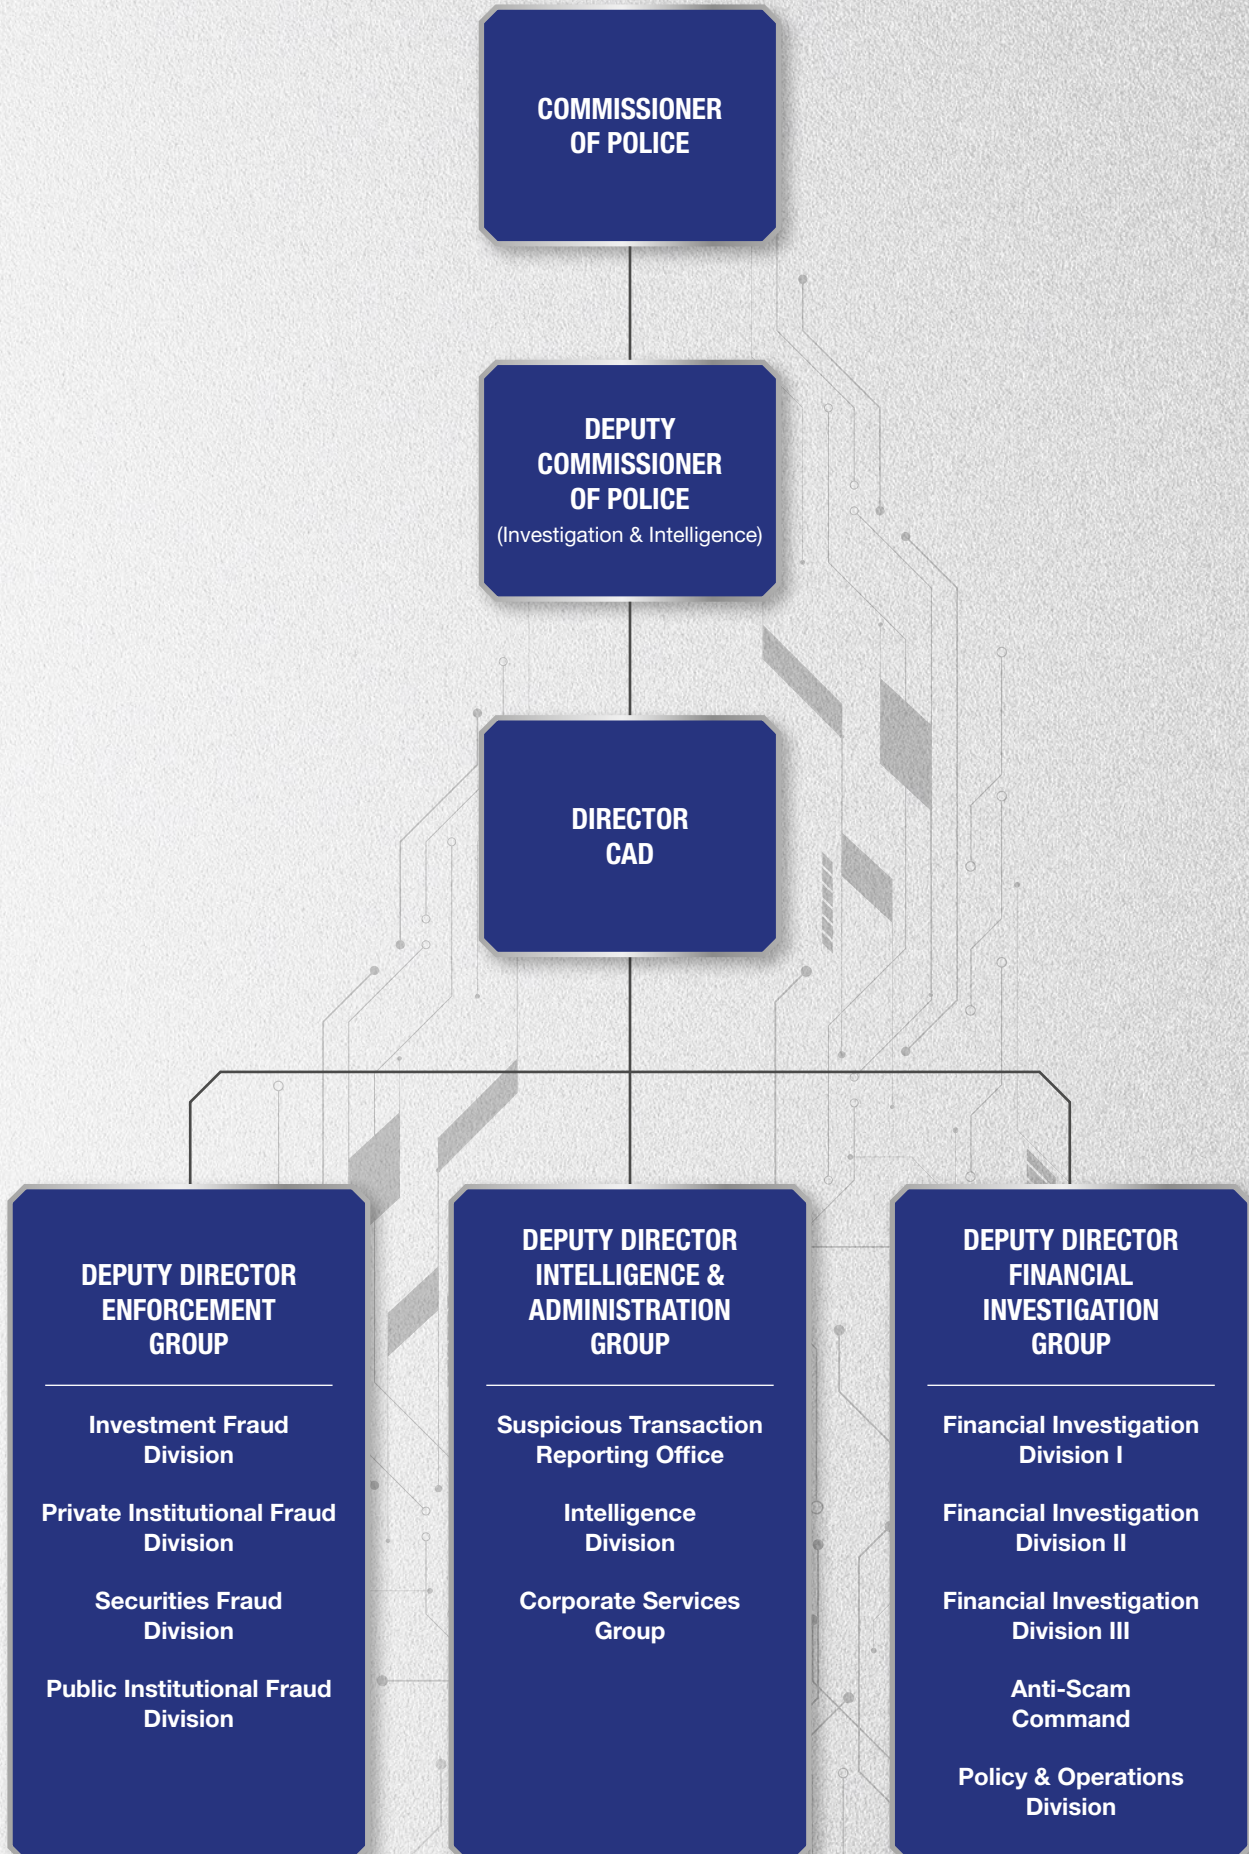 COMMISSIONER
OF POLICE
DEPUTY
COMMISSIONER
OF POLICE
(Investigation & Intelligence)
DIRECTOR
CAD
DEPUTY DIRECTOR
ENFORCEMENT
GROUP
Investment Fraud
Division
Private Institutional Fraud
Division
Securities Fraud
Division
Public Institutional Fraud
Division
DEPUTY DIRECTOR
INTELLIGENCE &
ADMINISTRATION
GROUP
Suspicious Transaction
Reporting Office
Intelligence
Division
Corporate Services
Group
DEPUTY DIRECTOR
FINANCIAL
INVESTIGATION
GROUP
Financial Investigation
Division I
Financial Investigation
Division II
Financial Investigation
Division III
Anti-Scam
Command
Policy & Operations
Division